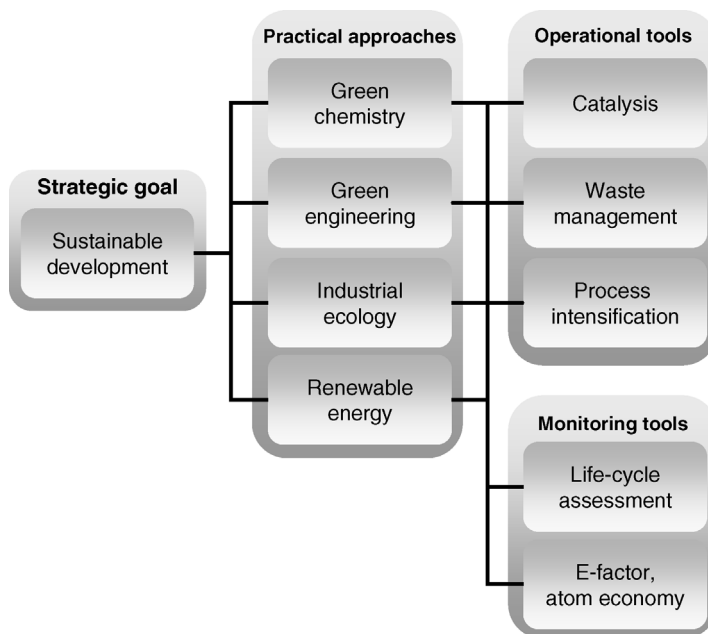 Strategic goal
Sustainable
development
Practical approaches
Green
chemistry
Green
engineering
Industrial
ecology
Renewable
energy
Operational tools
Catalysis
Waste
management
Process
intensification
Monitoring tools
Life-cycle
assessment
E-factor,
atom economy